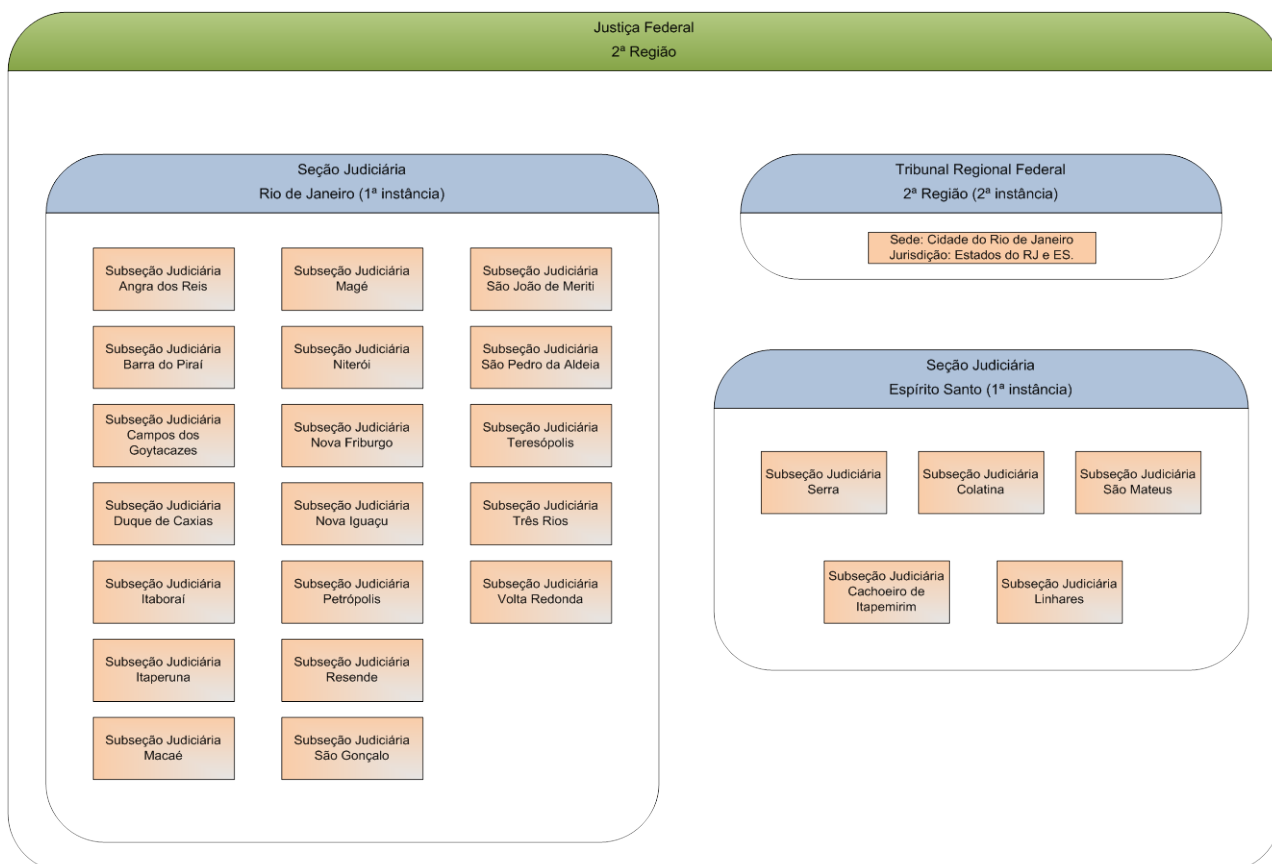 Justiça Federal
2ª Região
Seção Judiciária
Rio de Janeiro (1ª instância)
Subseção Judiciária
Angra dos Reis
Subseção Judiciária
Barra do Piraí
Subseção Judiciária
Campos dos
Goytacazes
Subseção Judiciária
Duque de Caxias
Subseção Judiciária
Itaboraí
Subseção Judiciária
Itaperuna
Subseção Judiciária
Macaé
Subseção Judiciária
Magé
Subseção Judiciária
Niterói
Subseção Judiciária
Nova Friburgo
Subseção Judiciária
Nova Iguaçu
Subseção Judiciária
Petrópolis
Subseção Judiciária
Resende
Subseção Judiciária
São Gonçalo
Subseção Judiciária
São João de Meriti
Subseção Judiciária
São Pedro da Aldeia
Subseção Judiciária
Teresópolis
Subseção Judiciária
Três Rios
Subseção Judiciária
Volta Redonda
Tribunal Regional Federal
2ª Região (2ª instância)
Sede: Cidade do Rio de Janeiro
Jurisdição: Estados do RJ e ES.
Seção Judiciária
Espírito Santo (1ª instância)
Subseção Judiciária
Serra
Subseção Judiciária
Colatina
Subseção Judiciária
São Mateus
Subseção Judiciária
Cachoeiro de
Itapemirim
Subseção Judiciária
Linhares